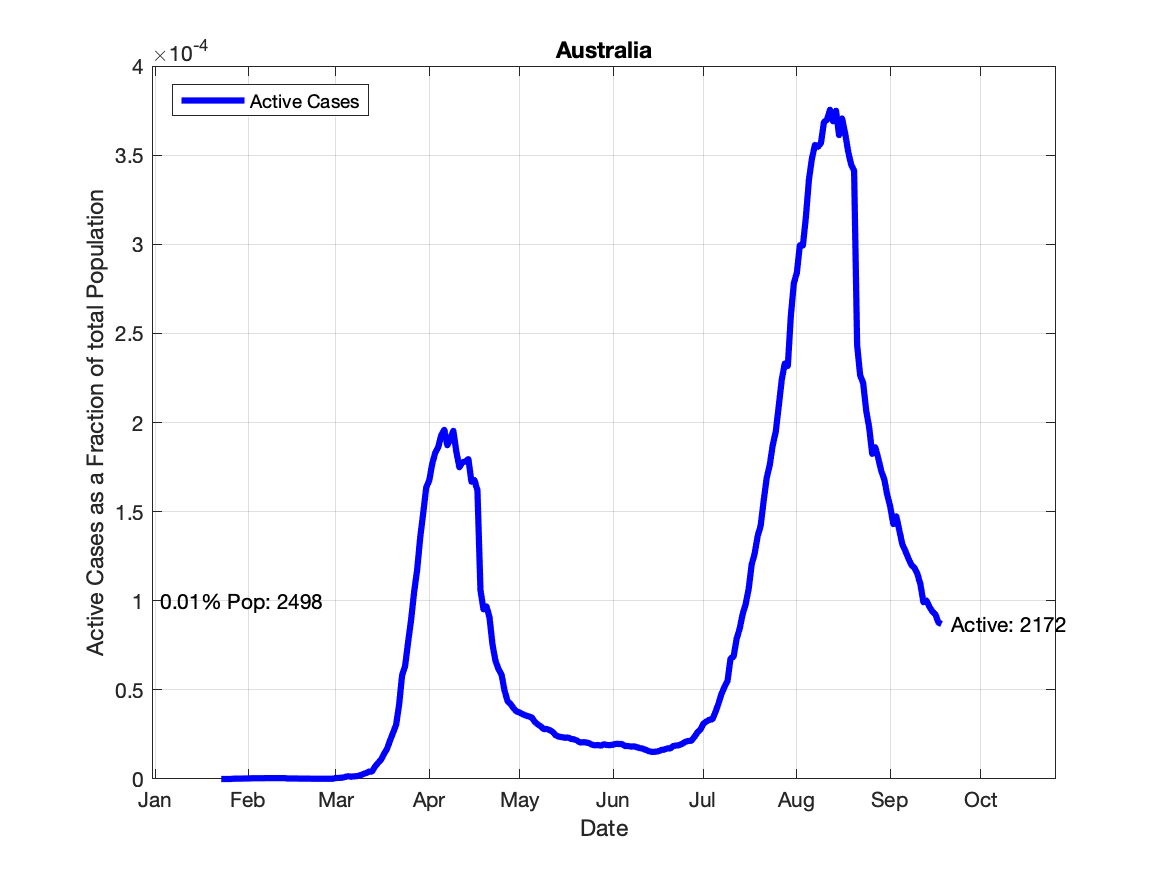 Australia
×10-4
Active Cases
4
3.5
3
2.5
2
1.5
1
0.5
0
Active Cases as a Fraction of total Population
0.01% Pop: 2498
Active: 2172
Jan Feb Mar Apr May Jun Jul Aug Sep Oct
Date